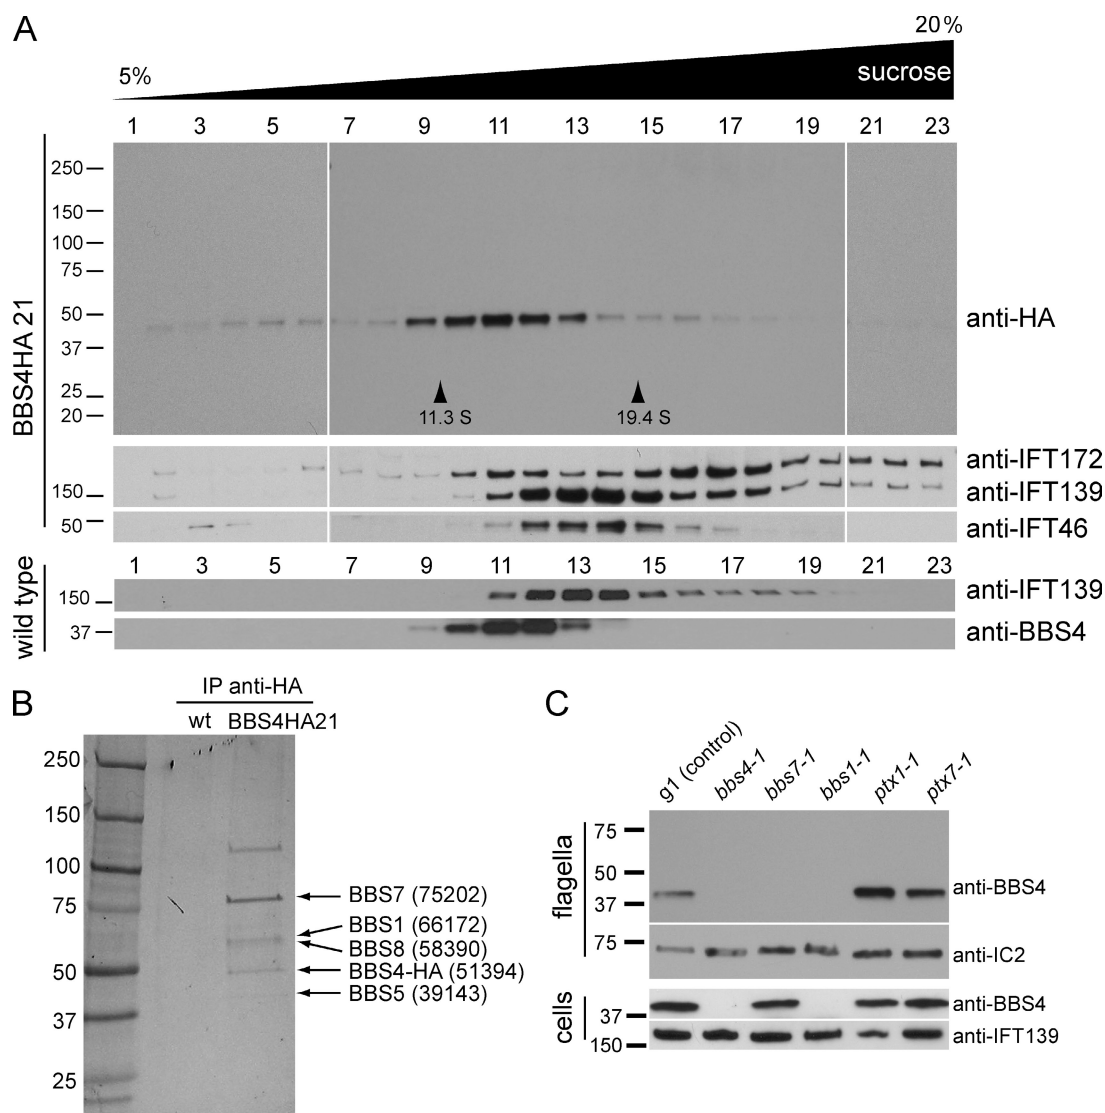 A
20%
5%
sucrose
1 3 5 7 9 11 13 15 17 19 21 23
BBS4HA 21
250
150
100
75
50
37
25
20
anti-HA
11.3 S 19.4 S
anti-IFT172
150 anti-IFT139
50 anti-IFT46
wild type
1 3 5 7 9 11 13 15 17 19 21 23
150 anti-IFT139
37 anti-BBS4
B
IP anti-HA
wt BBS4HA21
250
150
100
75
50
37
25
BBS7 (75202)
BBS1 (66172)
BBS8 (58390)
BBS4-HA (51394)
BBS5 (39143)
C
g1 (control) bbs4-1 bbs7-1 bbs1-1 ptx1-1 ptx7-1
flagella
75
50
37
anti-BBS4
75
anti-IC2
cells
37 anti-BBS4
150 anti-IFT139